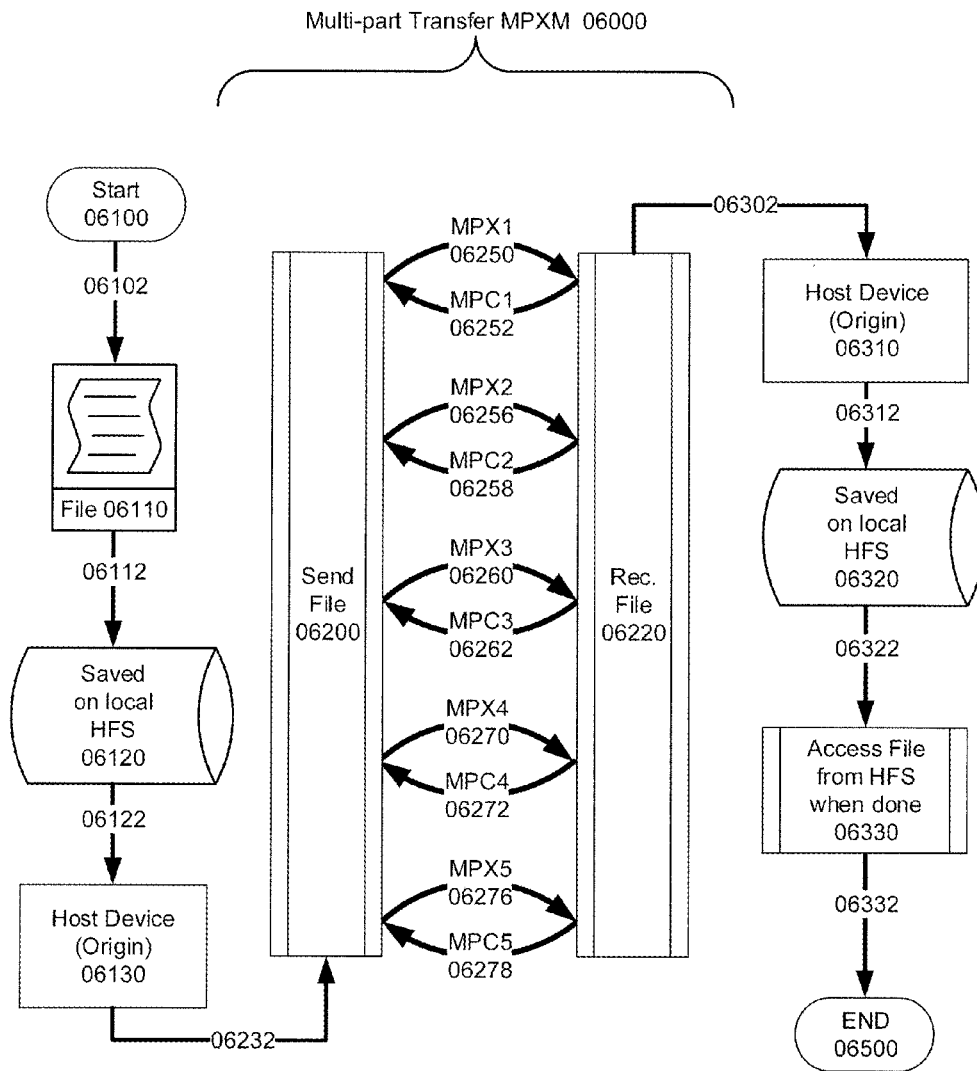 Multi-part Transfer MPXM 06000
Start
06100
06102
File 06110
06112
Saved
on local
HFS
06120
06122
Host Device
(Origin)
06130
06232
Send
File
06200
MPX1
06250
MPC1
06252
MPX2
06256
MPC2
06258
MPX3
06260
MPC3
06262
MPX4
06270
MPC4
06272
MPX5
06276
MPC5
06278
Rec.
File
06220
06302
Host Device
(Origin)
06310
06312
Saved
on local
HFS
06320
06322
Access File
from HFS
when done
06330
06332
END
06500